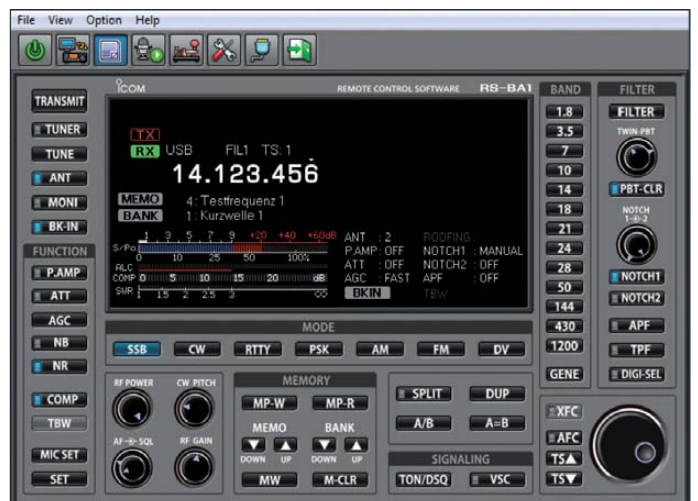 File View Option Help
ICOM REMOTE CONTROL SOFTWARE RS-BA1
TRANSMIT
TUNER
TUNE
ANT
MONI
BK-IN
FUNCTION
P.AMP
ATT
AGC
NB
NR
COMP
TBW
MIC SET
SET
TX
RX USB FIL1 TS: 1
14.123.456
MEMO 4: Testfrequenz 1
BANK 1: Kurzwelle 1
1 3 5 7 9 +20 +40 +60dB
S/Po
0 10 25 50 100%
ALC
COMP 0 5 10 15 20 dB
SWR 1 1.5 2 2.5 3 ∞
ANT : 2 ROOFING :
P.AMP: OFF NOTCH1 : MANUAL
ATT : OFF NOTCH2 : OFF
AGC : FAST APF : OFF
BKIN TBW
MODE
SSB CW RTTY PSK AM FM DV
RF POWER CW PITCH
AF SQL RF GAIN
MEMORY
MP-W MP-R
MEMO BANK
DOWN UP DOWN UP
MW M-CLR
SPLIT DUP
A/B A=B
SIGNALING
TON/DSQ VSC
BAND
1.8
3.5
7
10
14
18
21
24
28
50
144
430
1200
GENE
FILTER
FILTER
TWIN-PBT
PBT-CLR
NOTCH
1 2
NOTCH1
NOTCH2
APF
TPF
DIGI-SEL
XFC
AFC
TS▲
TS▼